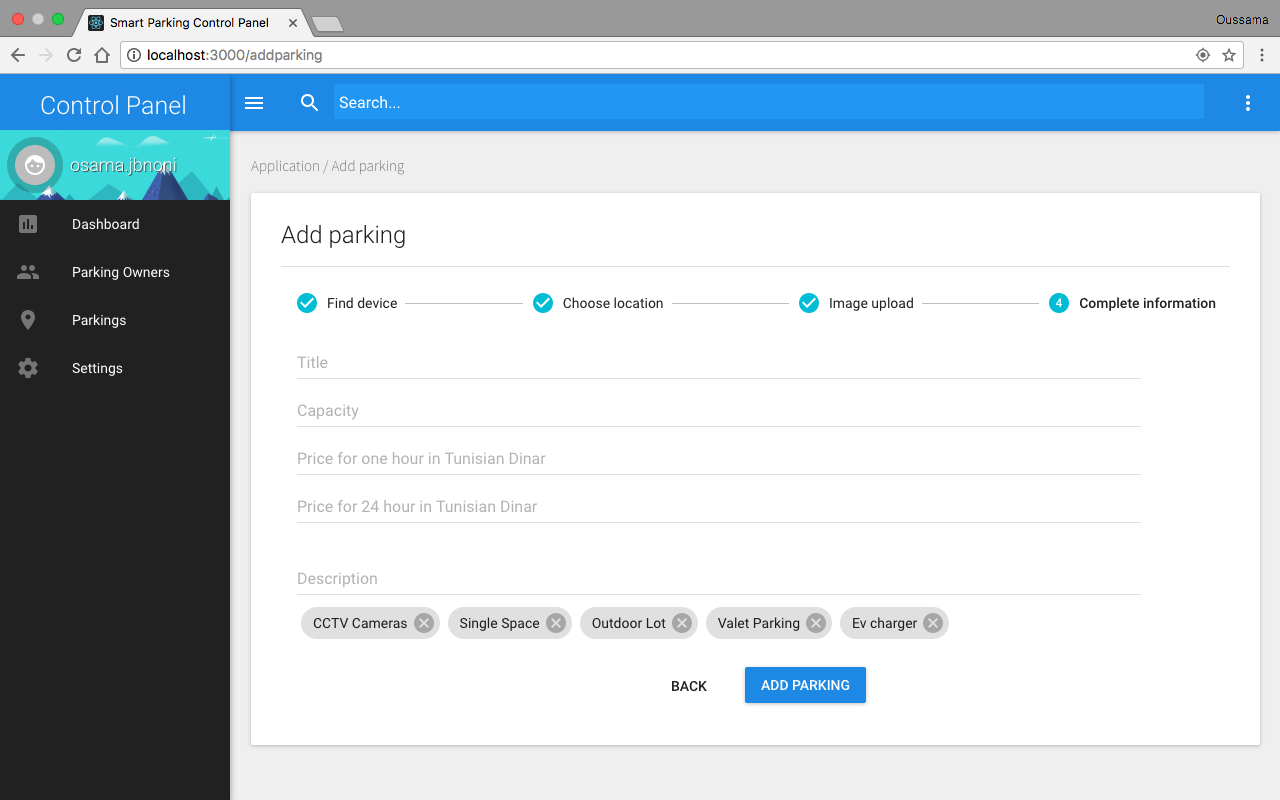 Smart Parking Control Panel
Oussama
localhost:3000/addparking
Control Panel
Search...
osama.jbnoni
Application / Add parking
Dashboard
Parking Owners
Parkings
Settings
Add parking
Find device
Choose location
Image upload
4 Complete information
Title
Capacity
Price for one hour in Tunisian Dinar
Price for 24 hour in Tunisian Dinar
Description
CCTV Cameras Single Space Outdoor Lot Valet Parking Ev charger
BACK ADD PARKING